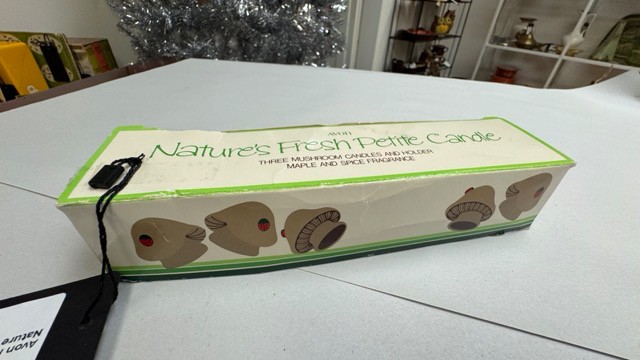 AVON
Nature's Fresh Petite Candle
THREE MUSHROOM CANDLES AND HOLDER
MAPLE AND SPICE FRAGRANCE
Avon
Nature